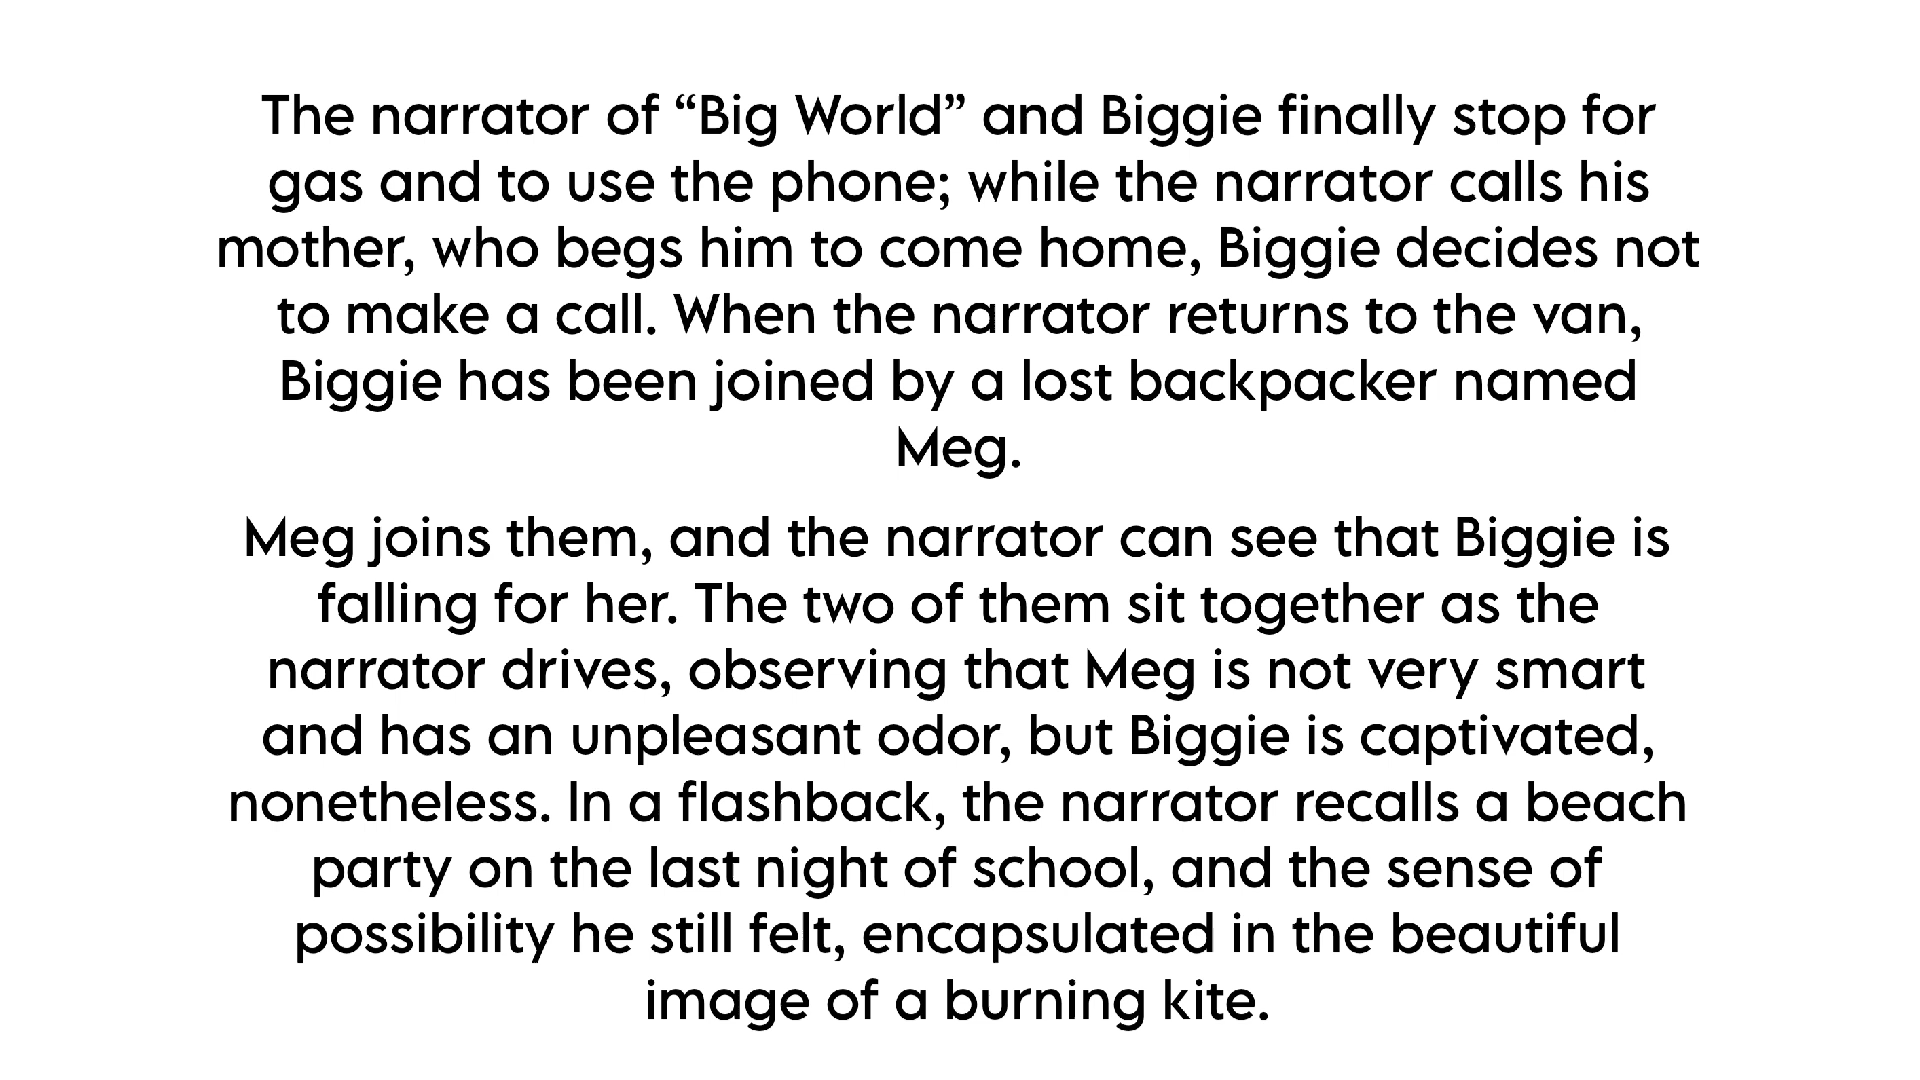 The narrator of “Big World” and Biggie finally stop for
gas and to use the phone; while the narrator calls his
mother, who begs him to come home, Biggie decides not
to make a call. When the narrator returns to the van,
Biggie has been joined by a lost backpacker named
Meg.
Meg joins them, and the narrator can see that Biggie is
falling for her. The two of them sit together as the
narrator drives, observing that Meg is not very smart
and has an unpleasant odor, but Biggie is captivated,
nonetheless. In a flashback, the narrator recalls a beach
party on the last night of school, and the sense of
possibility he still felt, encapsulated in the beautiful
image of a burning kite.